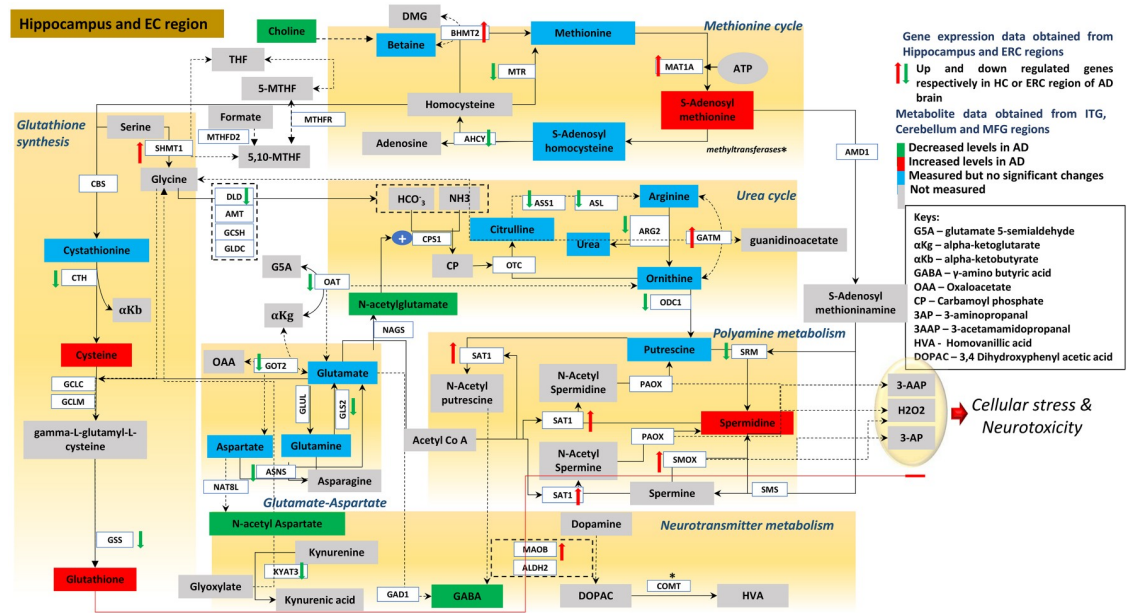 Hippocampus and EC region
Choline
DMG
Betaine
BHMT2
Methionine
Methionine cycle
MTR
MAT1A
ATP
Homocysteine
S-Adenosyl
methionine
Adenosine
AHCY
S-Adenosyl
homocysteine
methyltransferases*
AMD1
THF
5-MTHF
Formate
MTHFR
MTHFD2
5,10-MTHF
Glutathione
synthesis
Serine
SHMT1
Glycine
CBS
DLD
AMT
GCSH
GLDC
Cystathionine
CTH
αKb
Cysteine
GCLC
GCLM
gamma-L-glutamyl-L-
cysteine
GSS
Glutathione
Urea cycle
HCO⁻₃
NH3
ASS1
ASL
Arginine
Citrulline
Urea
ARG2
GATM
guanidinoacetate
+
CPS1
CP
OTC
Ornithine
G5A
OAT
N-acetylglutamate
ODC1
αKg
NAGS
S-Adenosyl
methioninamine
Polyamine metabolism
OAA
GOT2
Glutamate
GLUL
GLS2
Aspartate
Glutamine
ASNS
Asparagine
NAT8L
Glutamate-Aspartate
Acetyl Co A
SAT1
N-Acetyl
putrescine
Putrescine
SRM
N-Acetyl
Spermidine
PAOX
SAT1
Spermidine
PAOX
N-Acetyl
Spermine
SMOX
SAT1
Spermine
SMS
3-AAP
H2O2
3-AP
Cellular stress &
Neurotoxicity
N-acetyl Aspartate
Neurotransmitter metabolism
Dopamine
Kynurenine
MAOB
ALDH2
KYAT3
Glyoxylate
Kynurenic acid
GAD1
GABA
DOPAC
*
COMT
HVA
Gene expression data obtained from
Hippocampus and ERC regions
Up and down regulated genes
respectively in HC or ERC region of AD
brain
Metabolite data obtained from ITG,
Cerebellum and MFG regions
Decreased levels in AD
Increased levels in AD
Measured but no significant changes
Not measured
Keys:
G5A – glutamate 5-semialdehyde
αKg – alpha-ketoglutarate
αKb – alpha-ketobutyrate
GABA – γ-amino butyric acid
OAA – Oxaloacetate
CP – Carbamoyl phosphate
3AP – 3-aminopropanal
3AAP – 3-acetamidopropanal
HVA - Homovanillic acid
DOPAC – 3,4 Dihydroxyphenyl acetic acid